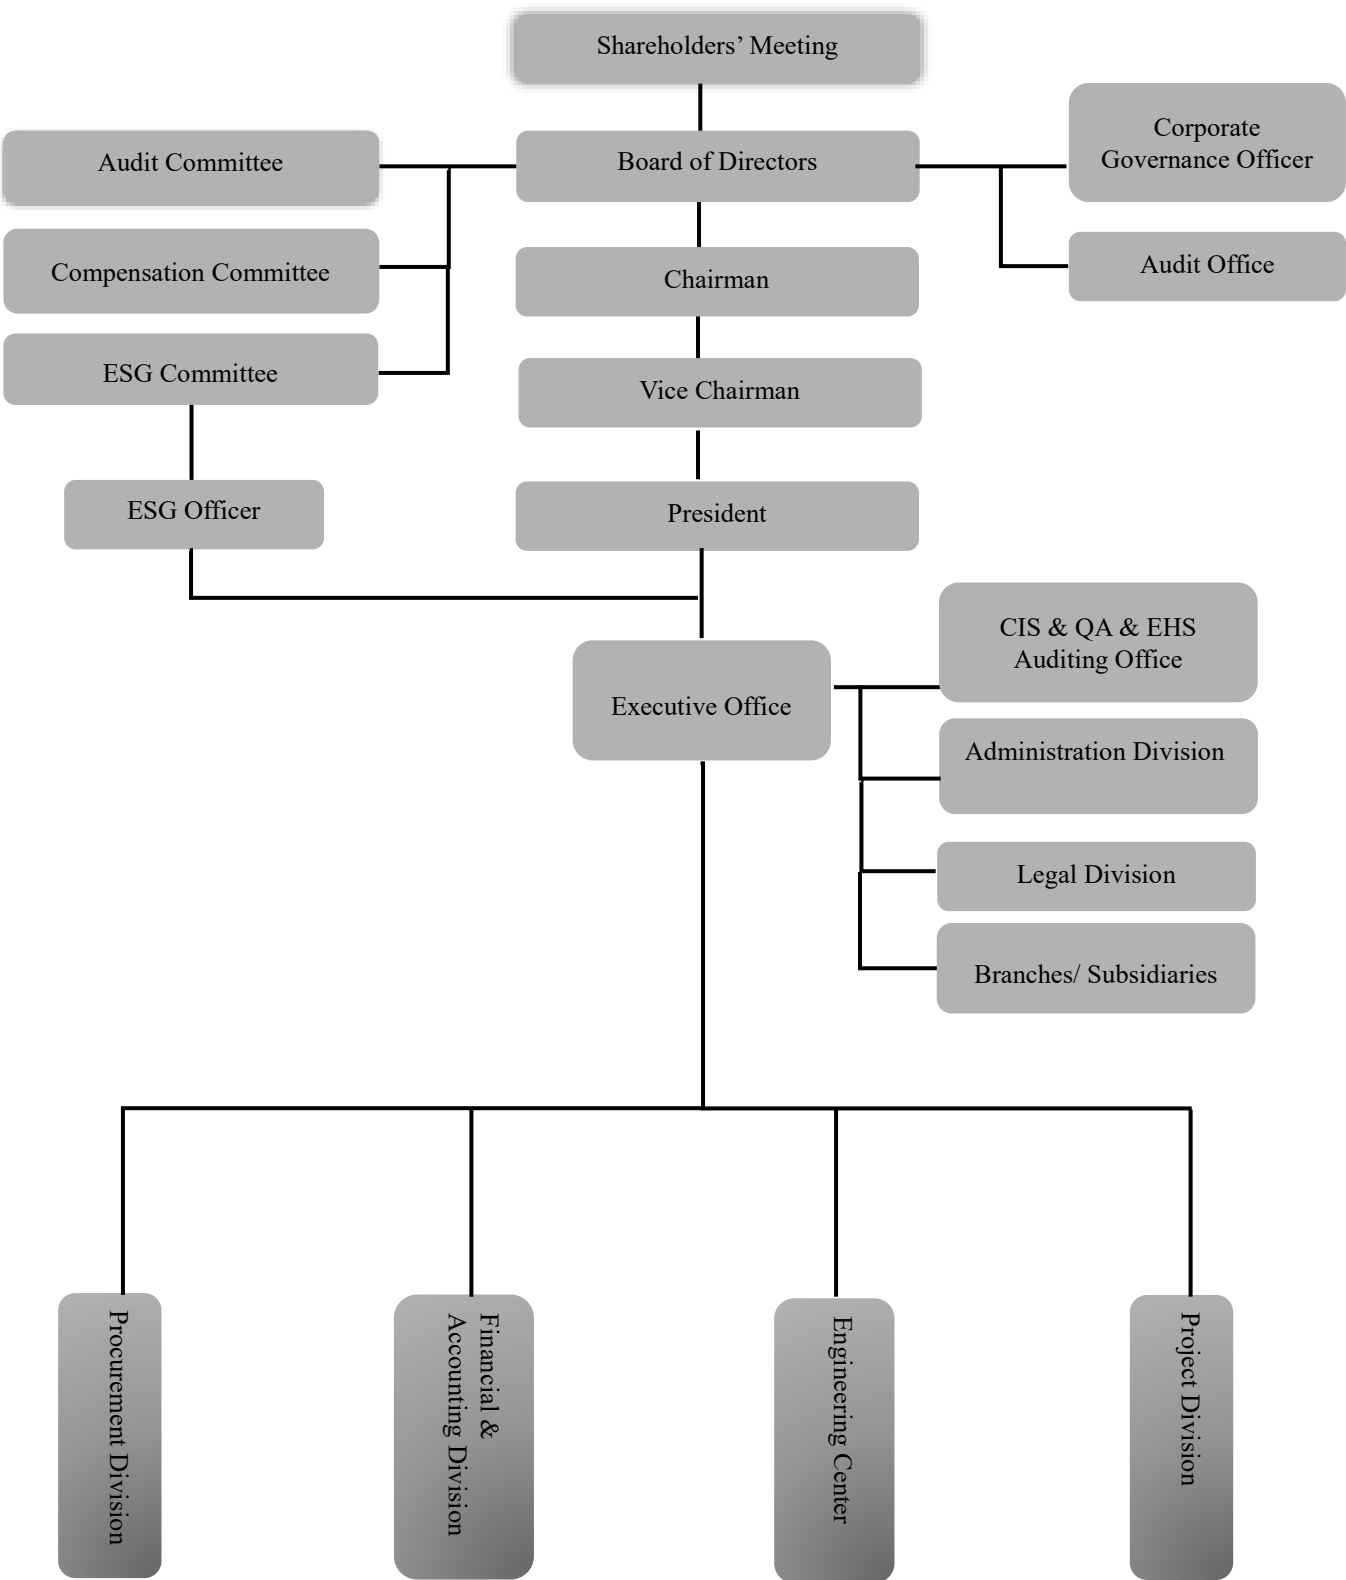 Shareholders’ Meeting
Audit Committee
Board of Directors
Corporate
Governance Officer
Compensation Committee
Chairman
Audit Office
ESG Committee
Vice Chairman
ESG Officer
President
CIS & QA & EHS
Auditing Office
Executive Office
Administration Division
Legal Division
Branches/ Subsidiaries
Procurement Division
Financial &
Accounting Division
Engineering Center
Project Division